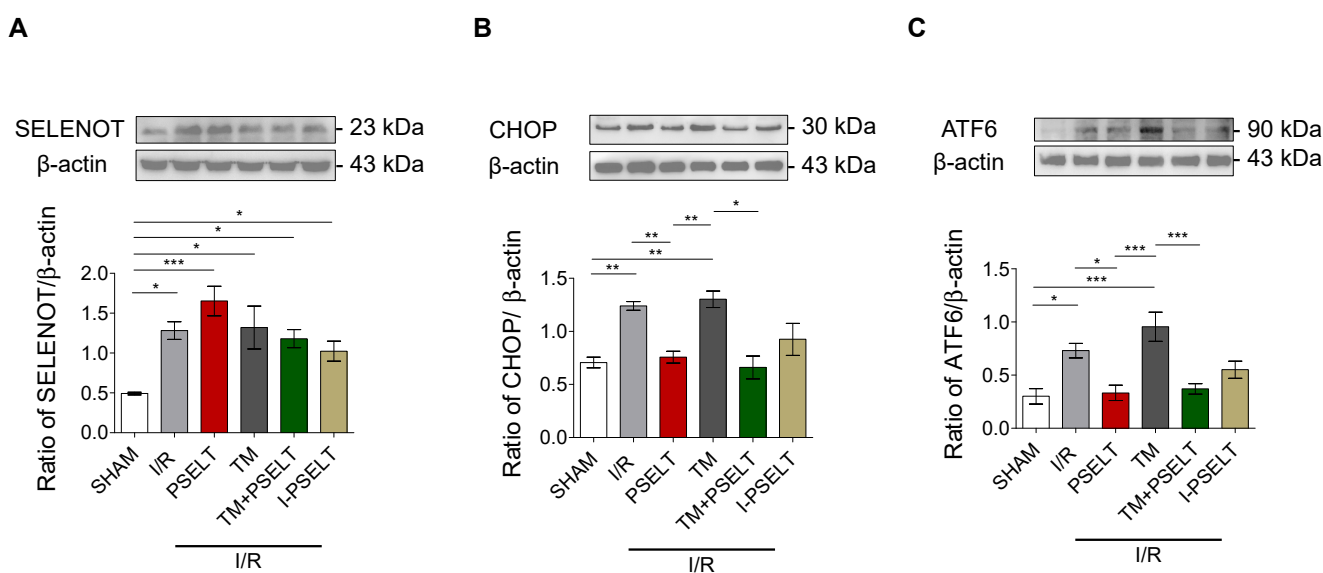 A
SELENOT
- 23 kDa
β-actin
- 43 kDa
Ratio of SELENOT/β-actin
*
*
*
***
*
2.0
1.5
1.0
0.5
0.0
SHAM
I/R
PSELT
TM
TM+PSELT
I-PSELT
I/R
B
CHOP
- 30 kDa
β-actin
- 43 kDa
Ratio of CHOP/ β-actin
*
**
**
**
**
1.5
1.0
0.5
0.0
SHAM
I/R
PSELT
TM
TM+PSELT
I-PSELT
I/R
C
ATF6
- 90 kDa
β-actin
- 43 kDa
Ratio of ATF6/β-actin
***
***
*
***
*
1.5
1.0
0.5
0.0
SHAM
I/R
PSELT
TM
TM+PSELT
I-PSELT
I/R